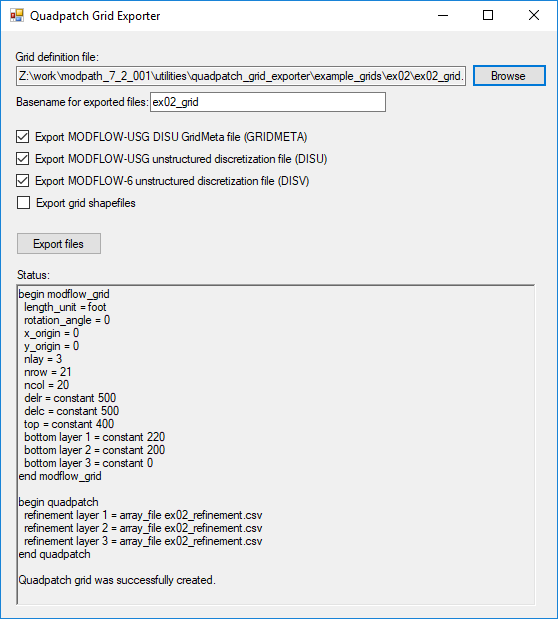 Quadpatch Grid Exporter
Grid definition file:
Z:\work\modpath_7_2_001\utilities\quadpatch_grid_exporter\example_grids\ex02\ex02_grid.
Browse
Basename for exported files: ex02_grid
Export MODFLOW-USG DISU GridMeta file (GRIDMETA)
Export MODFLOW-USG unstructured discretization file (DISU)
Export MODFLOW-6 unstructured discretization file (DISV)
Export grid shapefiles
Export files
Status:
begin modflow_grid
length_unit = foot
rotation_angle = 0
x_origin = 0
y_origin = 0
nlay = 3
nrow = 21
ncol = 20
delr = constant 500
delc = constant 500
top = constant 400
bottom layer 1 = constant 220
bottom layer 2 = constant 200
bottom layer 3 = constant 0
end modflow_grid
begin quadpatch
refinement layer 1 = array_file ex02_refinement.csv
refinement layer 2 = array_file ex02_refinement.csv
refinement layer 3 = array_file ex02_refinement.csv
end quadpatch
Quadpatch grid was successfully created.